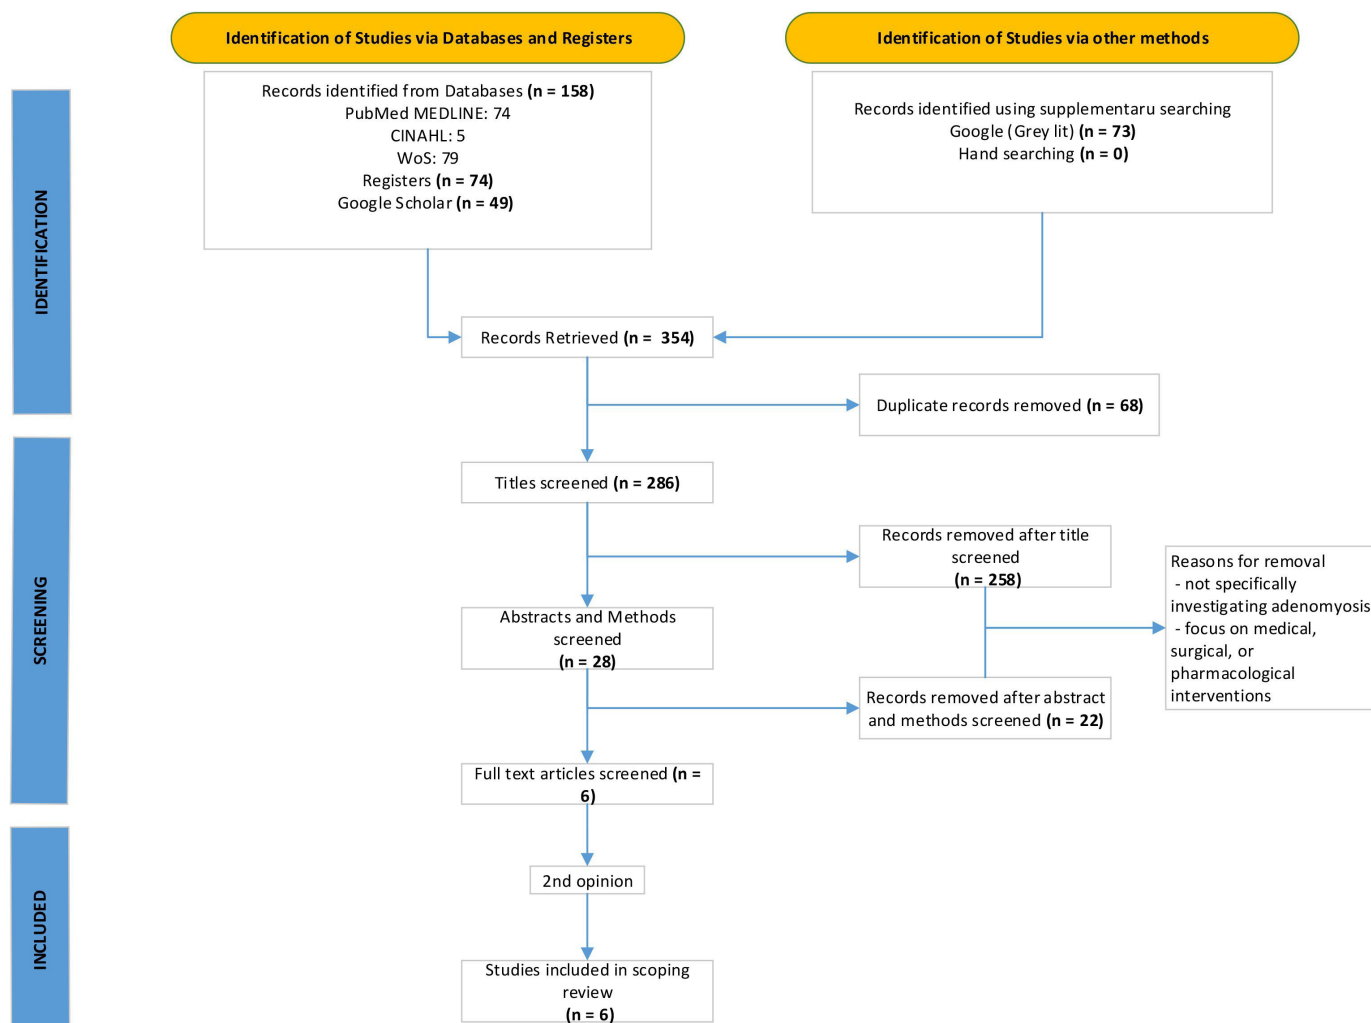 Identification of Studies via Databases and Registers
Identification of Studies via other methods
IDENTIFICATION
Records identified from Databases (n = 158)
PubMed MEDLINE: 74
CINAHL: 5
WoS: 79
Registers (n = 74)
Google Scholar (n = 49)
Records identified using supplementaru searching
Google (Grey lit) (n = 73)
Hand searching (n = 0)
Records Retrieved (n =  354)
Duplicate records removed (n = 68)
SCREENING
Titles screened (n = 286)
Records removed after title
screened
(n = 258)
Reasons for removal
- not specifically
investigating adenomyosis
- focus on medical,
surgical, or
pharmacological
interventions
Abstracts and Methods
screened
(n = 28)
Records removed after abstract
and methods screened (n = 22)
Full text articles screened (n =
6)
INCLUDED
2nd opinion
Studies included in scoping
review
(n = 6)